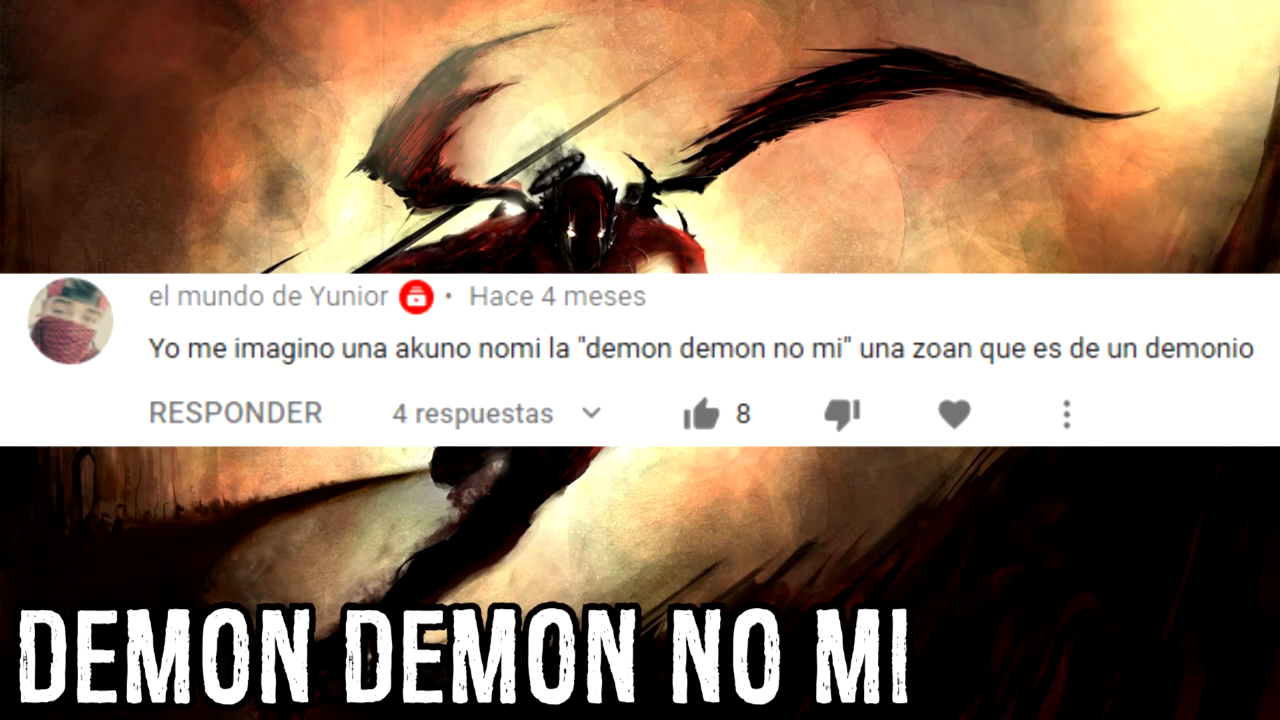 el mundo de Yunior • Hace 4 meses
Yo me imagino una akuno nomi la "demon demon no mi" una zoan que es de un demonio
RESPONDER 4 respuestas 8
DEMON DEMON NO MI